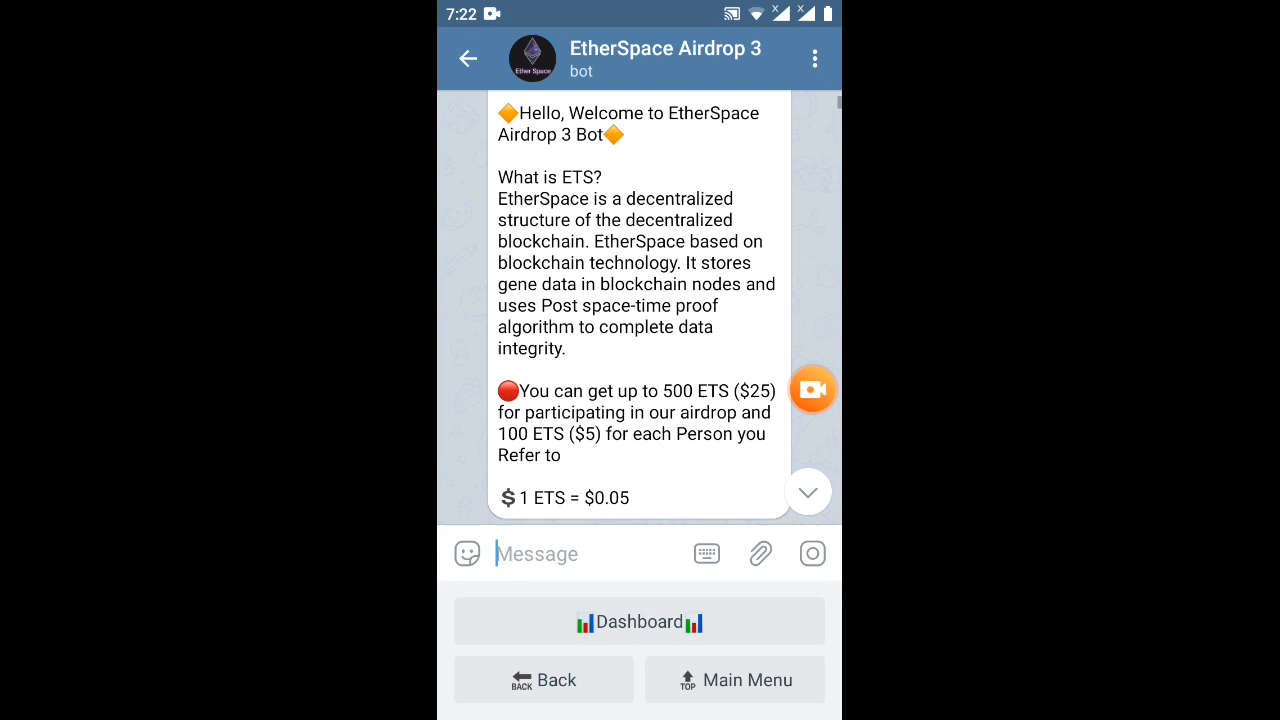 7:22
EtherSpace Airdrop 3
Ether Space
bot
🔶Hello, Welcome to EtherSpace
Airdrop 3 Bot🔶
What is ETS?
EtherSpace is a decentralized
structure of the decentralized
blockchain. EtherSpace based on
blockchain technology. It stores
gene data in blockchain nodes and
uses Post space-time proof
algorithm to complete data
integrity.
🔴You can get up to 500 ETS ($25)
for participating in our airdrop and
100 ETS ($5) for each Person you
Refer to
💲1 ETS = $0.05
Message
📊Dashboard📊
🔙 Back
🔝 Main Menu